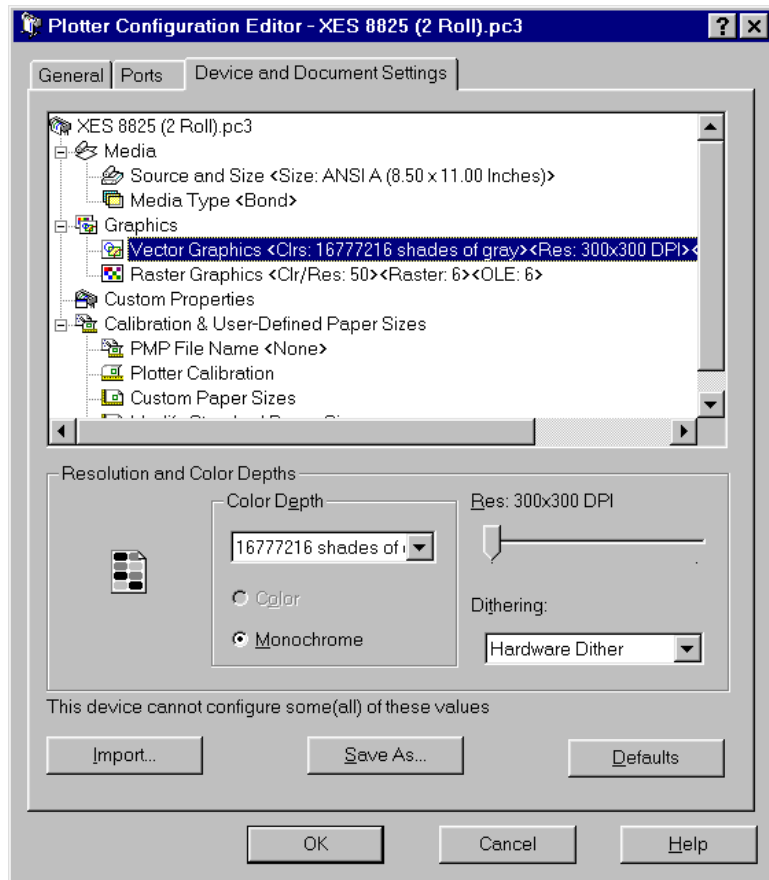 Plotter Configuration Editor - XES 8825 (2 Roll).pc3
General Ports Device and Document Settings
XES 8825 (2 Roll).pc3
Media
Source and Size <Size: ANSI A (8.50 x 11.00 Inches)>
Media Type <Bond>
Graphics
Vector Graphics <Clrs: 16777216 shades of gray><Res: 300x300 DPI><
Raster Graphics <Clr/Res: 50><Raster: 6><OLE: 6>
Custom Properties
Calibration & User-Defined Paper Sizes
PMP File Name <None>
Plotter Calibration
Custom Paper Sizes
Resolution and Color Depths
Color Depth
Res: 300x300 DPI
16777216 shades of
Color
Dithering:
Monochrome
Hardware Dither
This device cannot configure some(all) of these values
Import... Save As... Defaults
OK Cancel Help